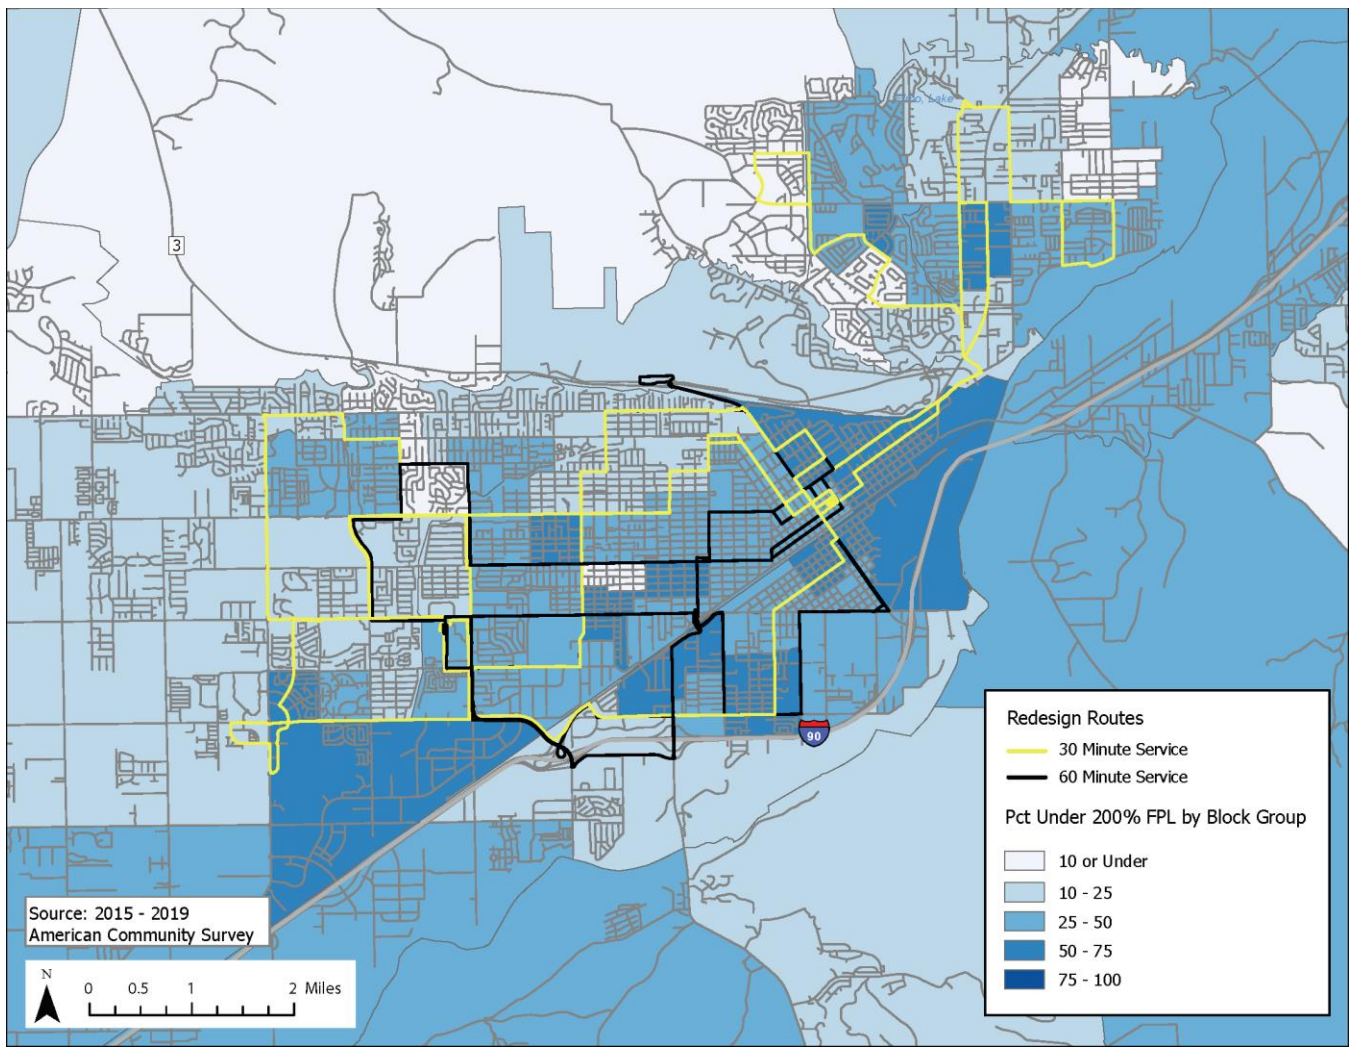 Lake
3
90
Redesign Routes
30 Minute Service
60 Minute Service
Pct Under 200% FPL by Block Group
10 or Under
10 - 25
25 - 50
50 - 75
75 - 100
Source: 2015 - 2019
American Community Survey
N
0 0.5 1 2 Miles